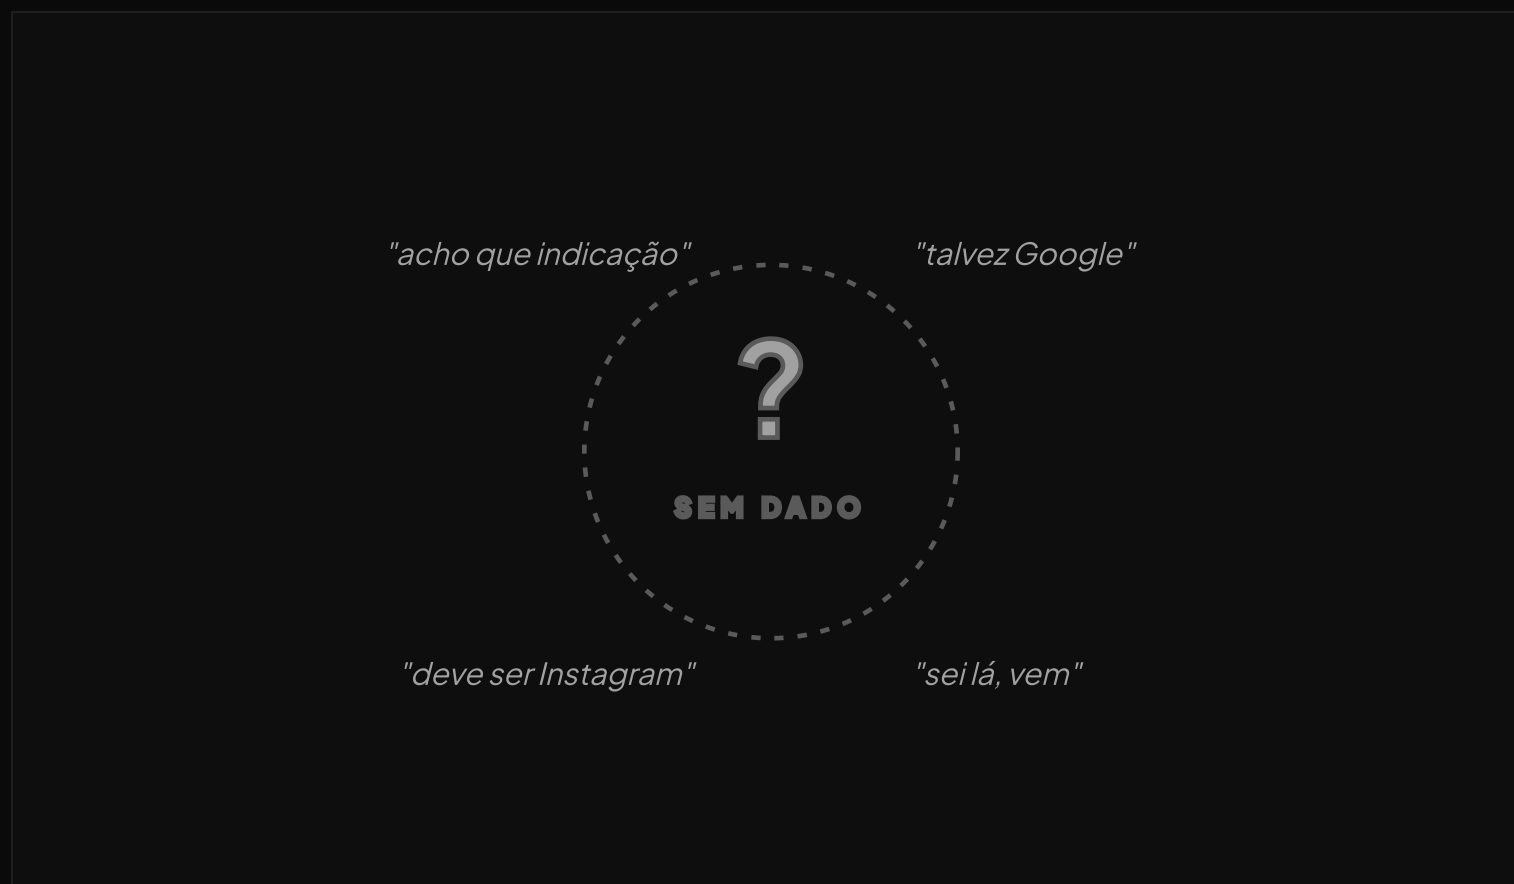 "acho que indicação"
"talvez Google"
?
SEM DADO
"deve ser Instagram"
"sei lá, vem"